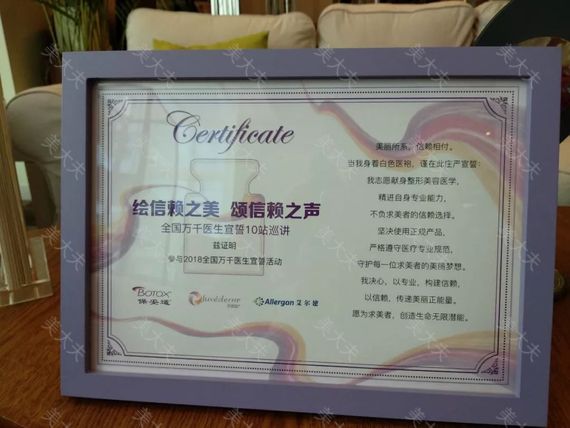 Certificate
绘信赖之美 颂信赖之声
全国万千医生宣誓10站巡讲
兹证明
参与2018全国万千医生宣誓活动
BOTOX
保妥适
Juvéderm
Allergan 艾尔建
美丽所系，信赖相付。
当我身着白色医袍，谨在此庄严宣誓：
我志愿献身整形美容医学，
精进自身专业能力，
不负求美者的信赖选择。
坚决使用正规产品，
严格遵守医疗专业规范，
守护每一位求美者的美丽梦想。
我决心，以专业，构建信赖，
以信赖，传递美丽正能量。
愿为求美者，创造生命无限潜能。
美大夫